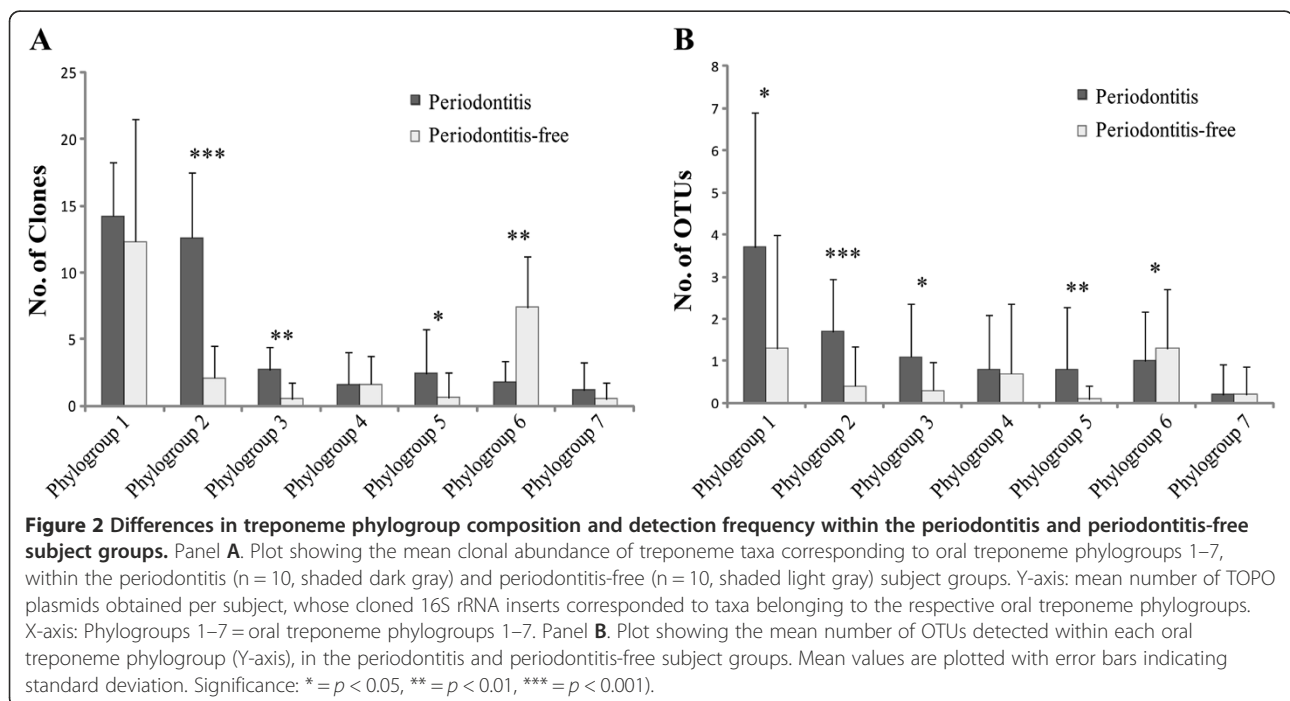 A
25
20
15
10
5
0
No. of Clones
Periodontitis
Periodontitis-free
***
**
*
**
Phylogroup 1
Phylogroup 2
Phylogroup 3
Phylogroup 4
Phylogroup 5
Phylogroup 6
Phylogroup 7
B
8
7
6
5
4
3
2
1
0
No. of OTUs
Periodontitis
Periodontitis-free
*
***
*
**
*
Phylogroup 1
Phylogroup 2
Phylogroup 3
Phylogroup 4
Phylogroup 5
Phylogroup 6
Phylogroup 7
Figure 2 Differences in treponeme phylogroup composition and detection frequency within the periodontitis and periodontitis-free
subject groups. Panel A. Plot showing the mean clonal abundance of treponeme taxa corresponding to oral treponeme phylogroups 1–7,
within the periodontitis (n = 10, shaded dark gray) and periodontitis-free (n = 10, shaded light gray) subject groups. Y-axis: mean number of TOPO
plasmids obtained per subject, whose cloned 16S rRNA inserts corresponded to taxa belonging to the respective oral treponeme phylogroups.
X-axis: Phylogroups 1–7 = oral treponeme phylogroups 1–7. Panel B. Plot showing the mean number of OTUs detected within each oral
treponeme phylogroup (Y-axis), in the periodontitis and periodontitis-free subject groups. Mean values are plotted with error bars indicating
standard deviation. Significance: * = p < 0.05, ** = p < 0.01, *** = p < 0.001).